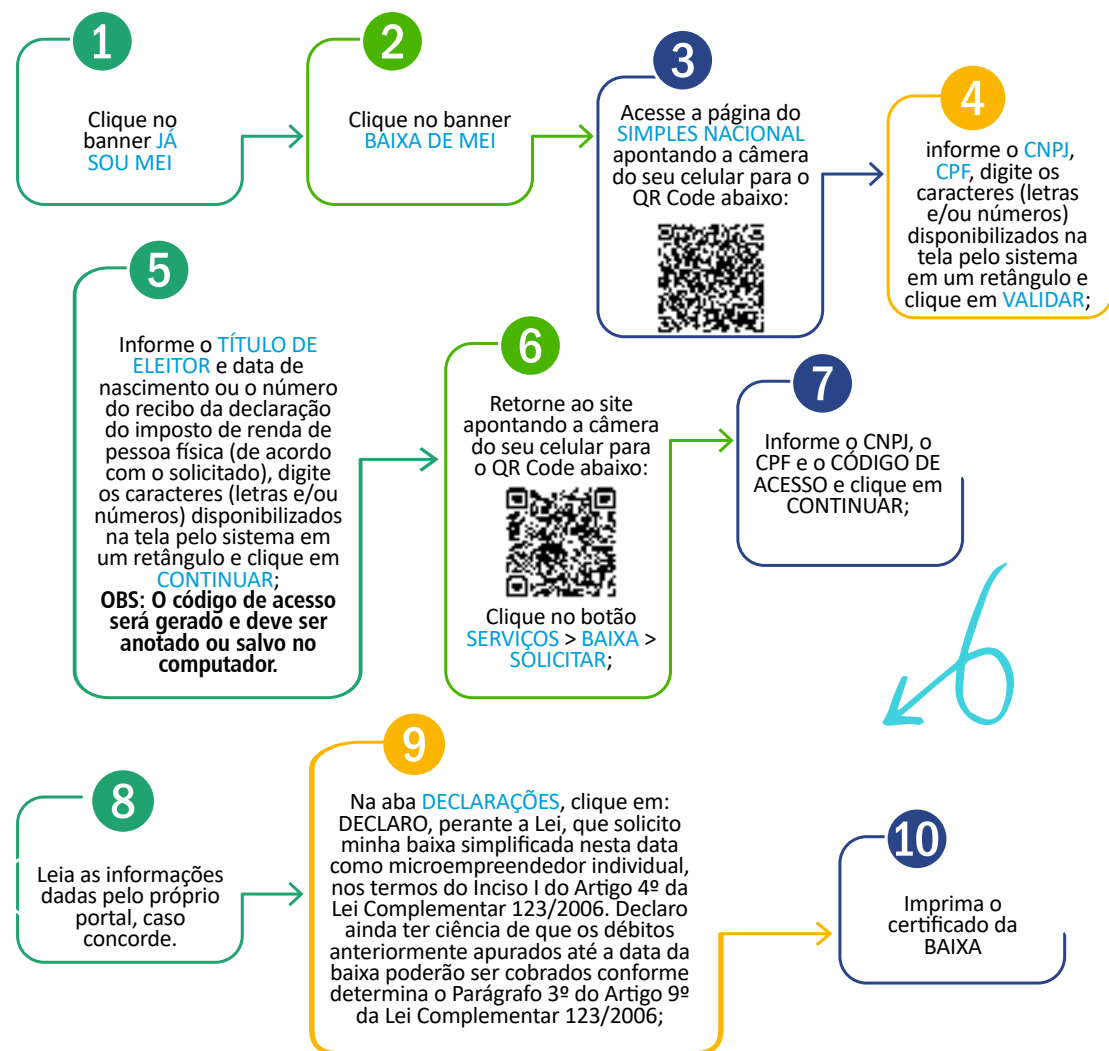 1
Clique no
banner JÁ
SOU MEI
2
Clique no banner
BAIXA DE MEI
3
Acesse a página do
SIMPLES NACIONAL
apontando a câmera
do seu celular para o
QR Code abaixo:
4
informe o CNPJ,
CPF, digite os
caracteres (letras
e/ou números)
disponibilizados na
tela pelo sistema
em um retângulo e
clique em VALIDAR;
5
Informe o TÍTULO DE
ELEITOR e data de
nascimento ou o número
do recibo da declaração
do imposto de renda de
pessoa física (de acordo
com o solicitado), digite
os caracteres (letras e/ou
números) disponibilizados
na tela pelo sistema em
um retângulo e clique em
CONTINUAR;
OBS: O código de acesso
será gerado e deve ser
anotado ou salvo no
computador.
6
Retorne ao site
apontando a câmera
do seu celular para
o QR Code abaixo:
Clique no botão
SERVIÇOS > BAIXA >
SOLICITAR;
7
Informe o CNPJ, o
CPF e o CÓDIGO DE
ACESSO e clique em
CONTINUAR;
8
Leia as informações
dadas pelo próprio
portal, caso
concorde.
9
Na aba DECLARAÇÕES, clique em:
DECLARO, perante a Lei, que solicito
minha baixa simplificada nesta data
como microempreendedor individual,
nos termos do Inciso I do Artigo 4º da
Lei Complementar 123/2006. Declaro
ainda ter ciência de que os débitos
anteriormente apurados até a data da
baixa poderão ser cobrados conforme
determina o Parágrafo 3º do Artigo 9º
da Lei Complementar 123/2006;
10
Imprima o
certificado da
BAIXA